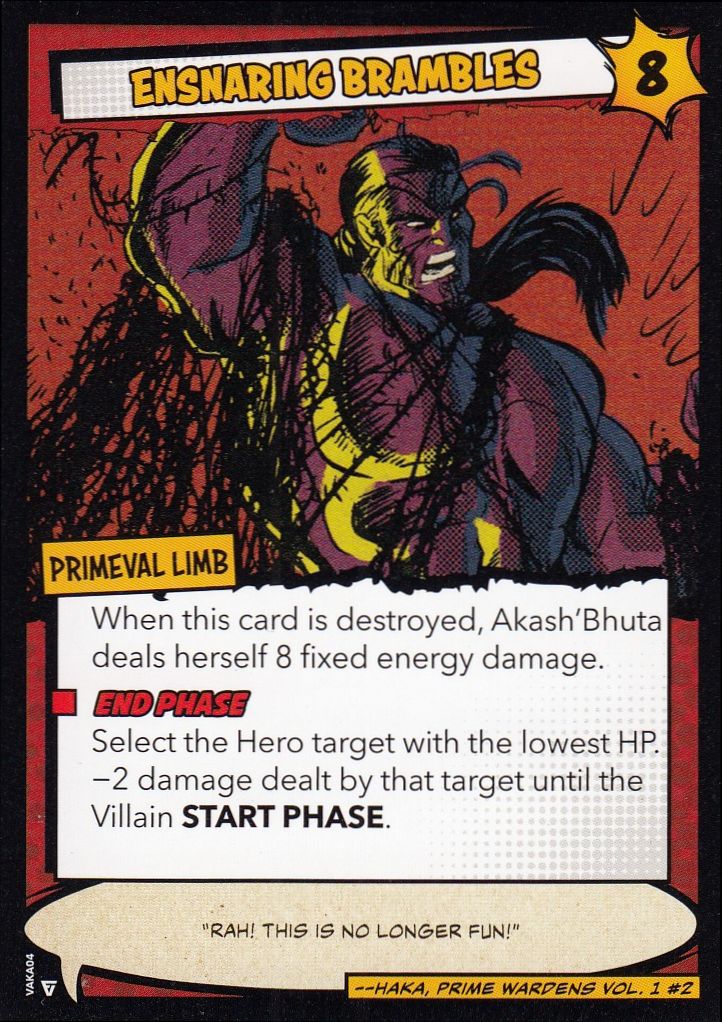 ENSNARING BRAMBLES
8
PRIMEVAL LIMB
When this card is destroyed, Akash'Bhuta
deals herself 8 fixed energy damage.
END PHASE
Select the Hero target with the lowest HP.
−2 damage dealt by that target until the
Villain START PHASE.
"RAH! THIS IS NO LONGER FUN!"
--HAKA, PRIME WARDENS VOL. 1 #2
VAKA04